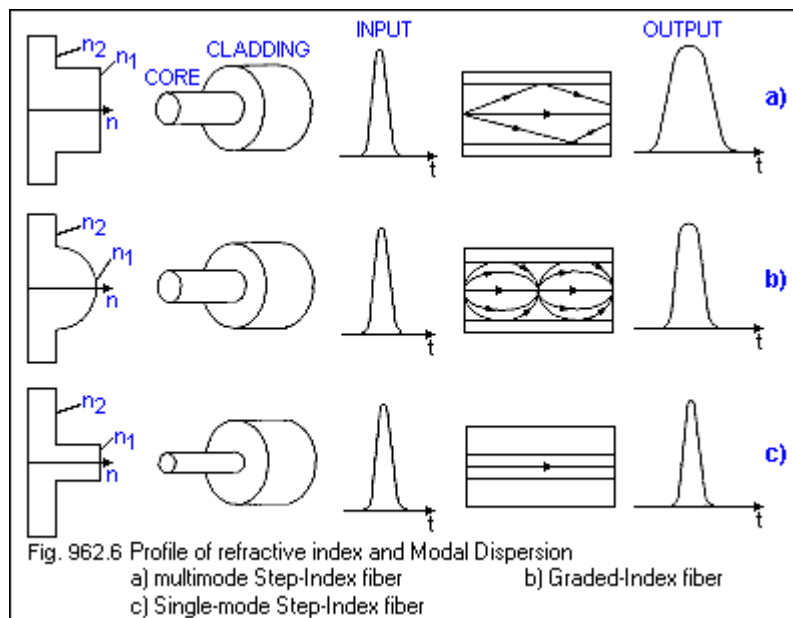 INPUT
OUTPUT
n2
n1
CLADDING
CORE
n
t
t
a)
n2
n1
n
t
t
b)
n2
n1
n
t
t
c)
Fig. 962.6 Profile of refractive index and Modal Dispersion
a) multimode Step-Index fiber b) Graded-Index fiber
c) Single-mode Step-Index fiber